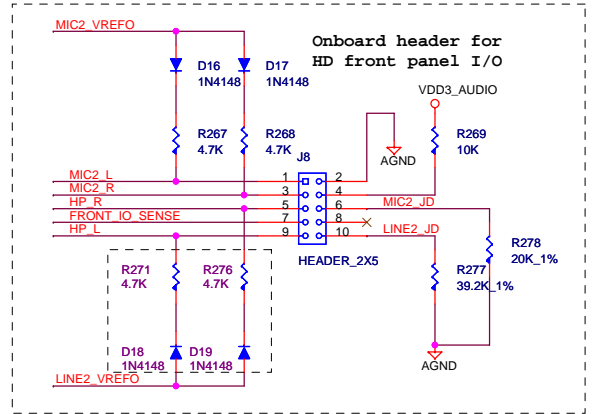 MIC2_VREFO
Onboard header for
HD front panel I/O
D16
1N4148
D17
1N4148
VDD3_AUDIO
R267
4.7K
R268
4.7K
R269
10K
AGND
J8
MIC2_L
1
2
MIC2_R
3
4
HP_R
5
6
MIC2_JD
FRONT_IO_SENSE
7
8
HP_L
9
10
LINE2_JD
HEADER_2X5
R278
20K_1%
R271
4.7K
R276
4.7K
R277
39.2K_1%
D18
1N4148
D19
1N4148
AGND
LINE2_VREFO